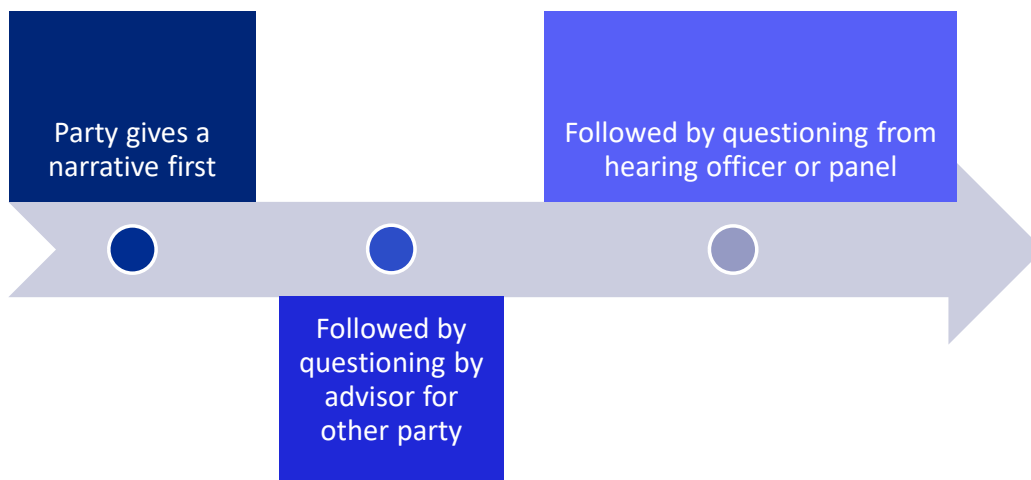 Party gives a
narrative first
Followed by
questioning by
advisor for
other party
Followed by questioning from
hearing officer or panel